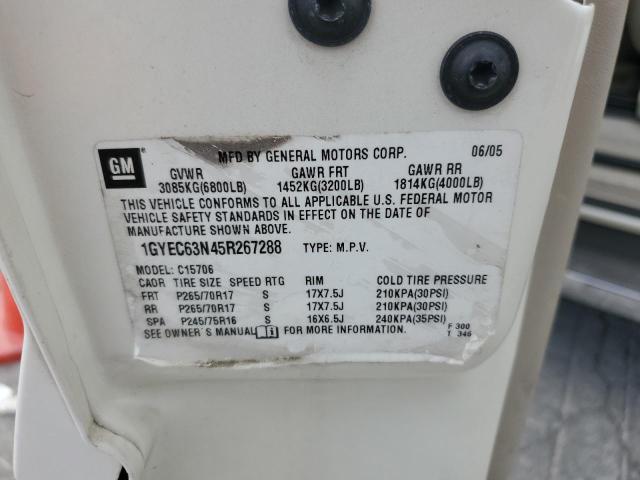 MFD BY GENERAL MOTORS CORP. 06/05
GM
GVWR GAWR FRT GAWR RR
3085KG(6800LB) 1452KG(3200LB) 1814KG(4000LB)
THIS VEHICLE CONFORMS TO ALL APPLICABLE U.S. FEDERAL MOTOR
VEHICLE SAFETY STANDARDS IN EFFECT ON THE DATE OF
MANUFACTURE SHOWN ABOVE.
1GYEC63N45R267288 TYPE: M.P.V.
MODEL: C15706
CAOR TIRE SIZE SPEED RTG RIM COLD TIRE PRESSURE
FRT P265/70R17 S 17X7.5J 210KPA(30PSI)
RR P265/70R17 S 17X7.5J 210KPA(30PSI)
SPA P245/75R16 S 16X6.5J 240KPA(35PSI)
SEE OWNER'S MANUAL FOR MORE INFORMATION.
F 300
T 346